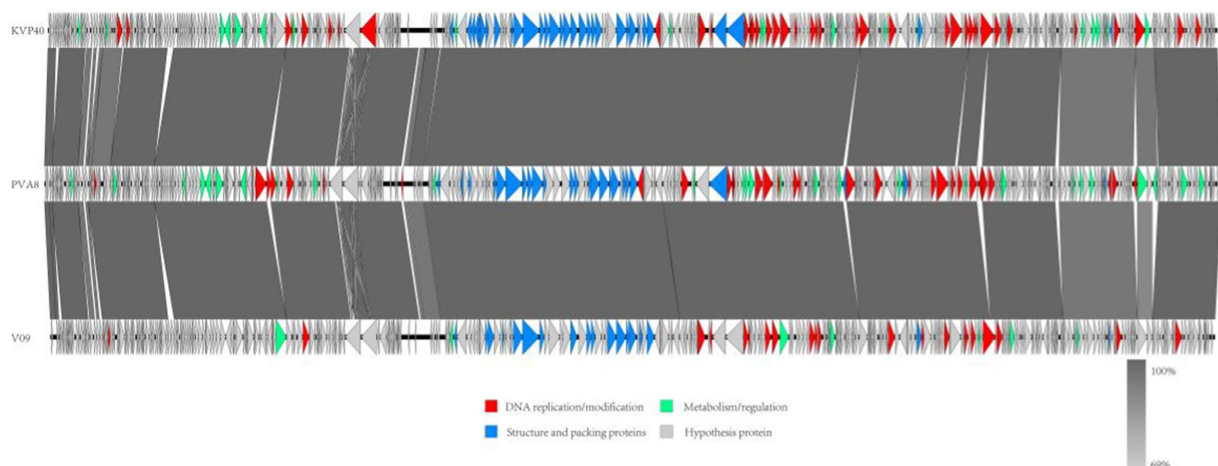 KVP40
PVA8
V09
100%
DNA replication/modification
Metabolism/regulation
Structure and packing proteins
Hypothesis protein
69%